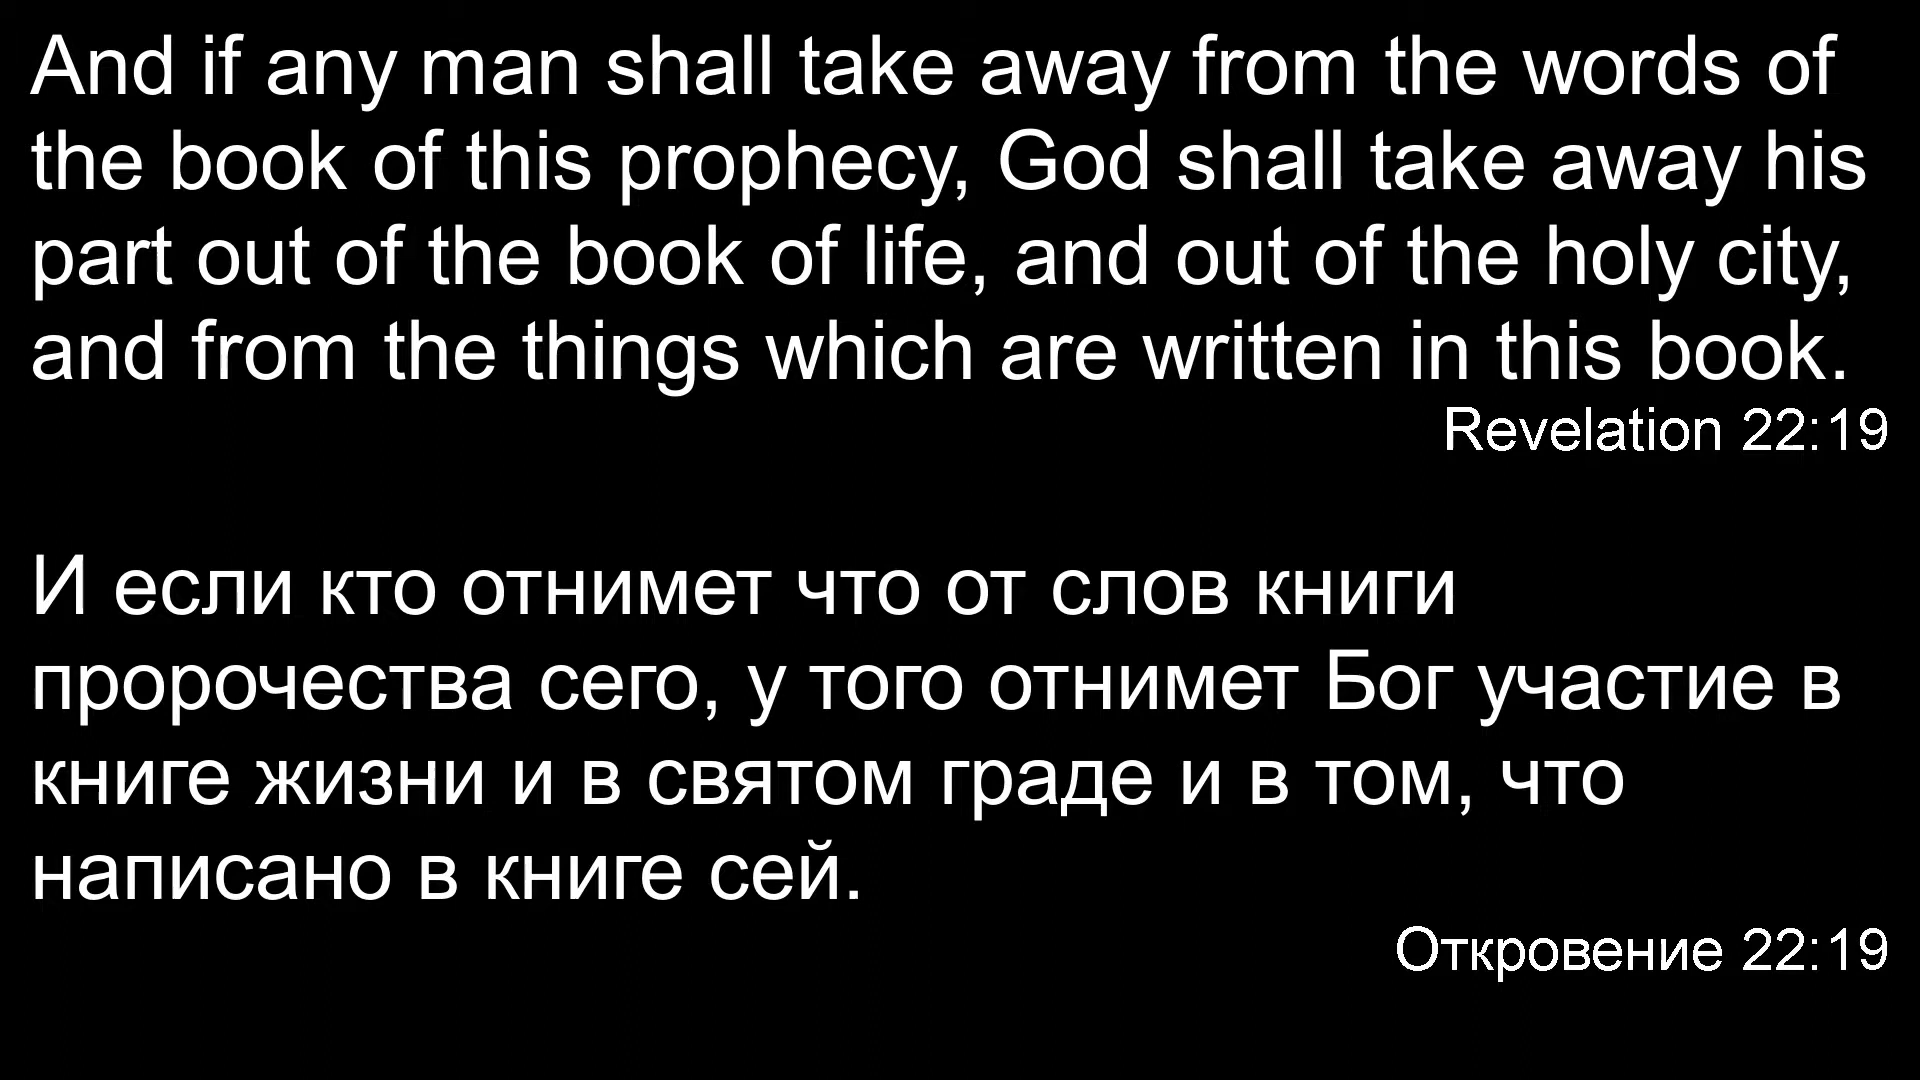 And if any man shall take away from the words of
the book of this prophecy, God shall take away his
part out of the book of life, and out of the holy city,
and from the things which are written in this book.
Revelation 22:19
И если кто отнимет что от слов книги
пророчества сего, у того отнимет Бог участие в
книге жизни и в святом граде и в том, что
написано в книге сей.
Откровение 22:19